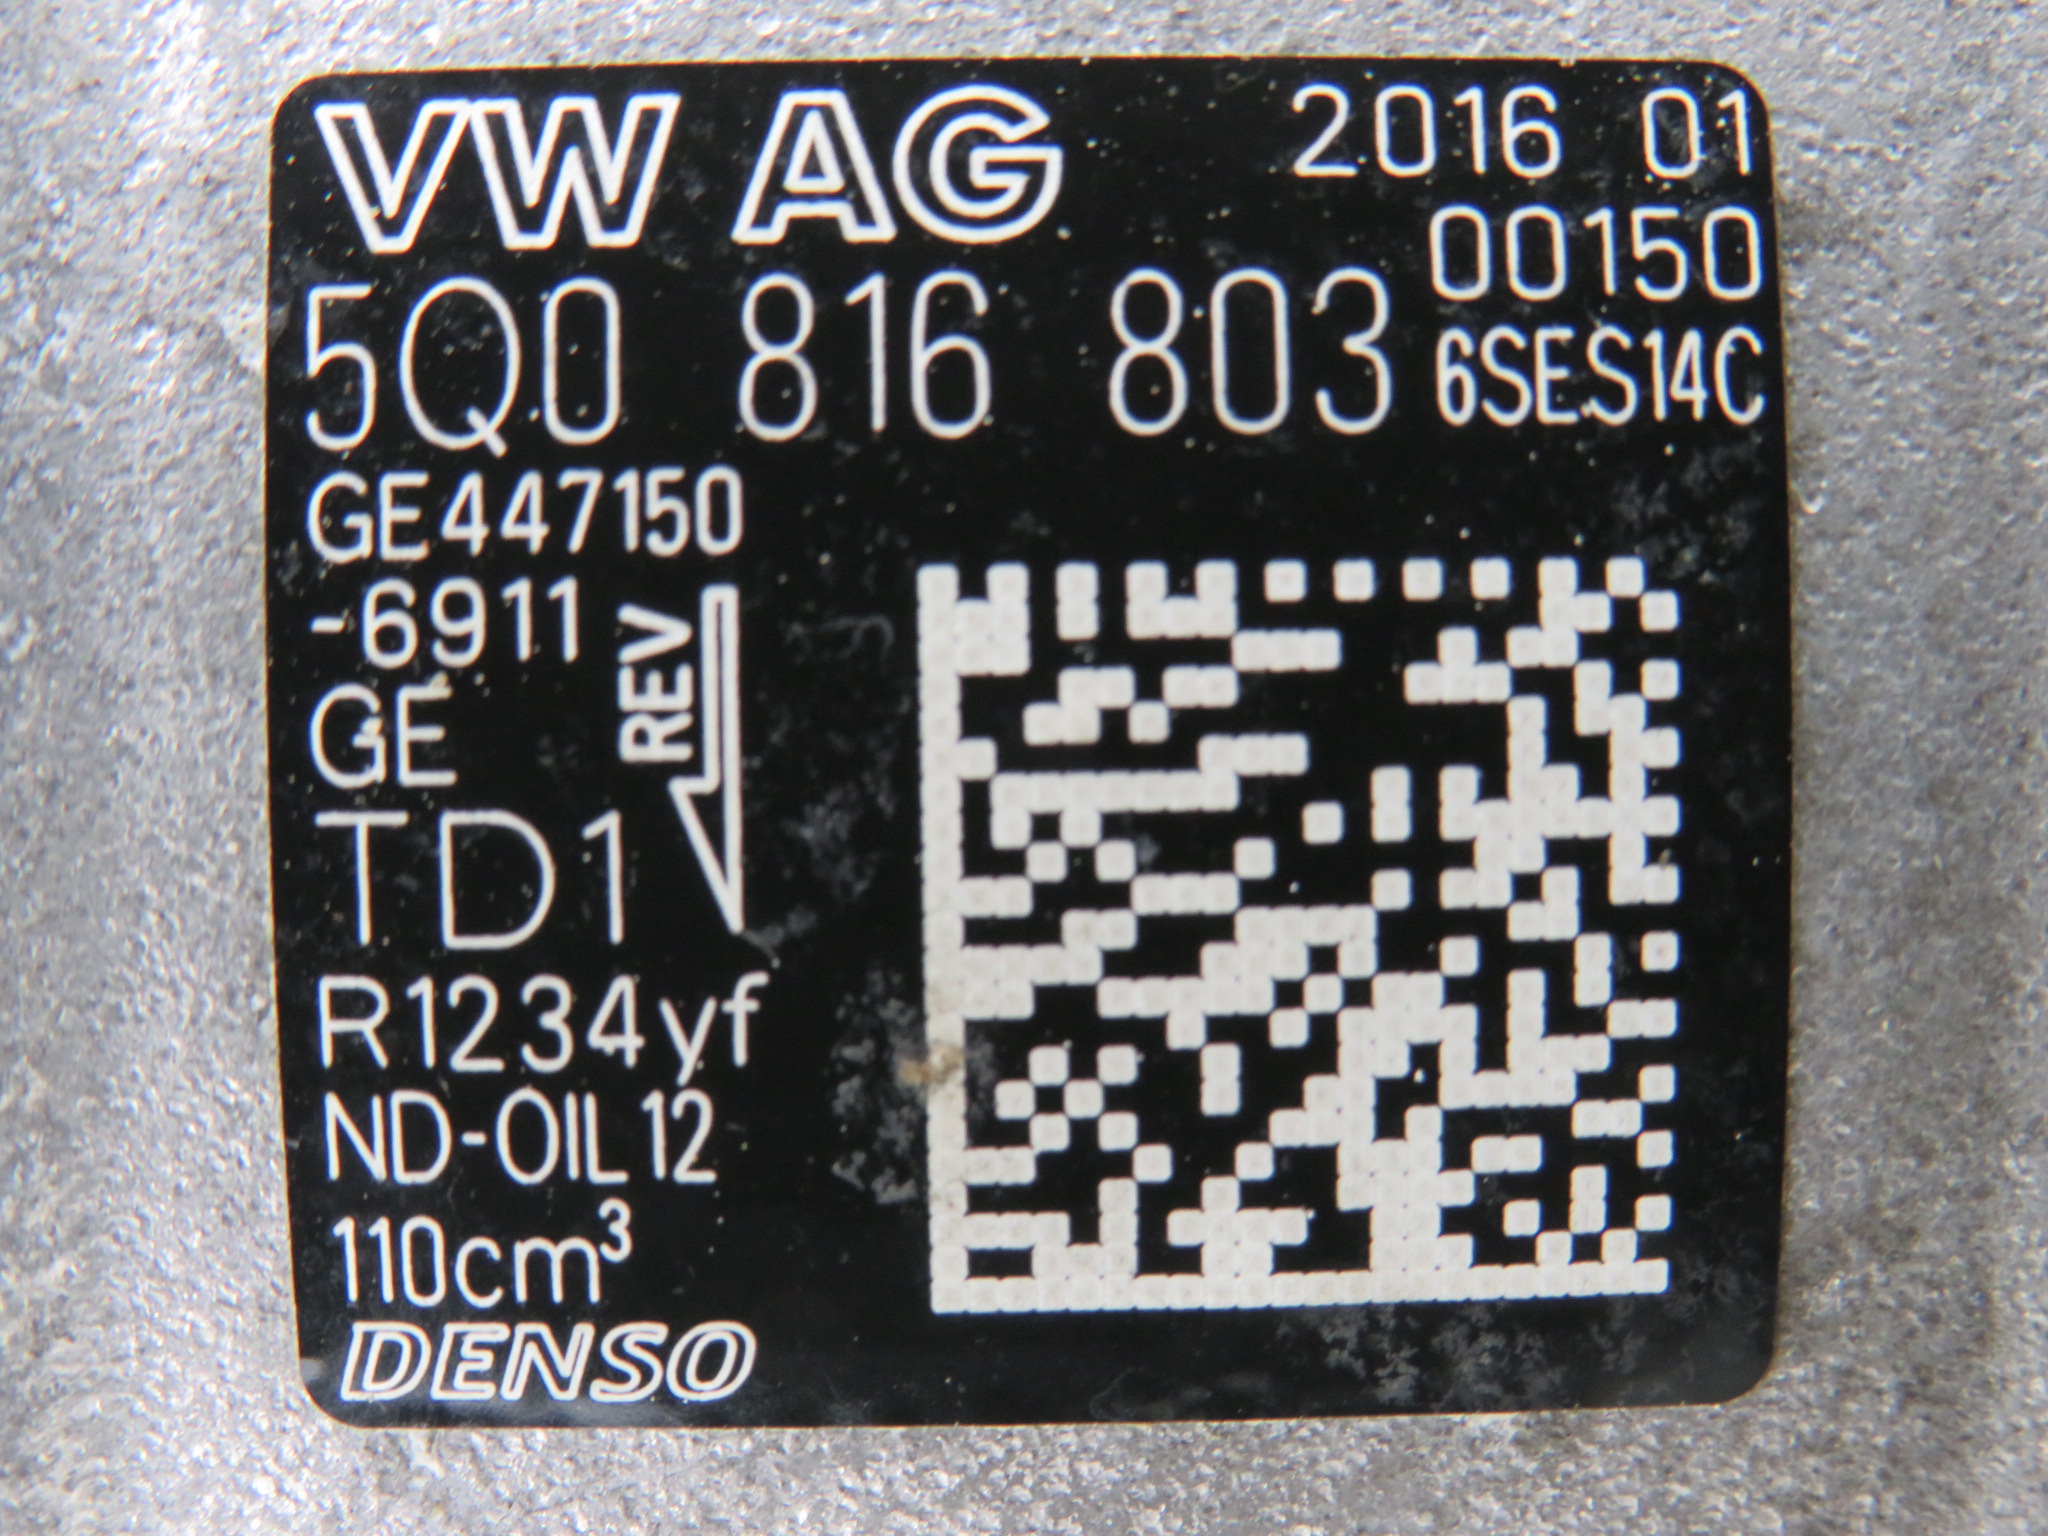 VW AG 2016 01
00150
5Q0 816 803 6SES14C
GE447150
-6911
REV
GE
TD1
R1234yf
ND-OIL 12
110cm³
DENSO